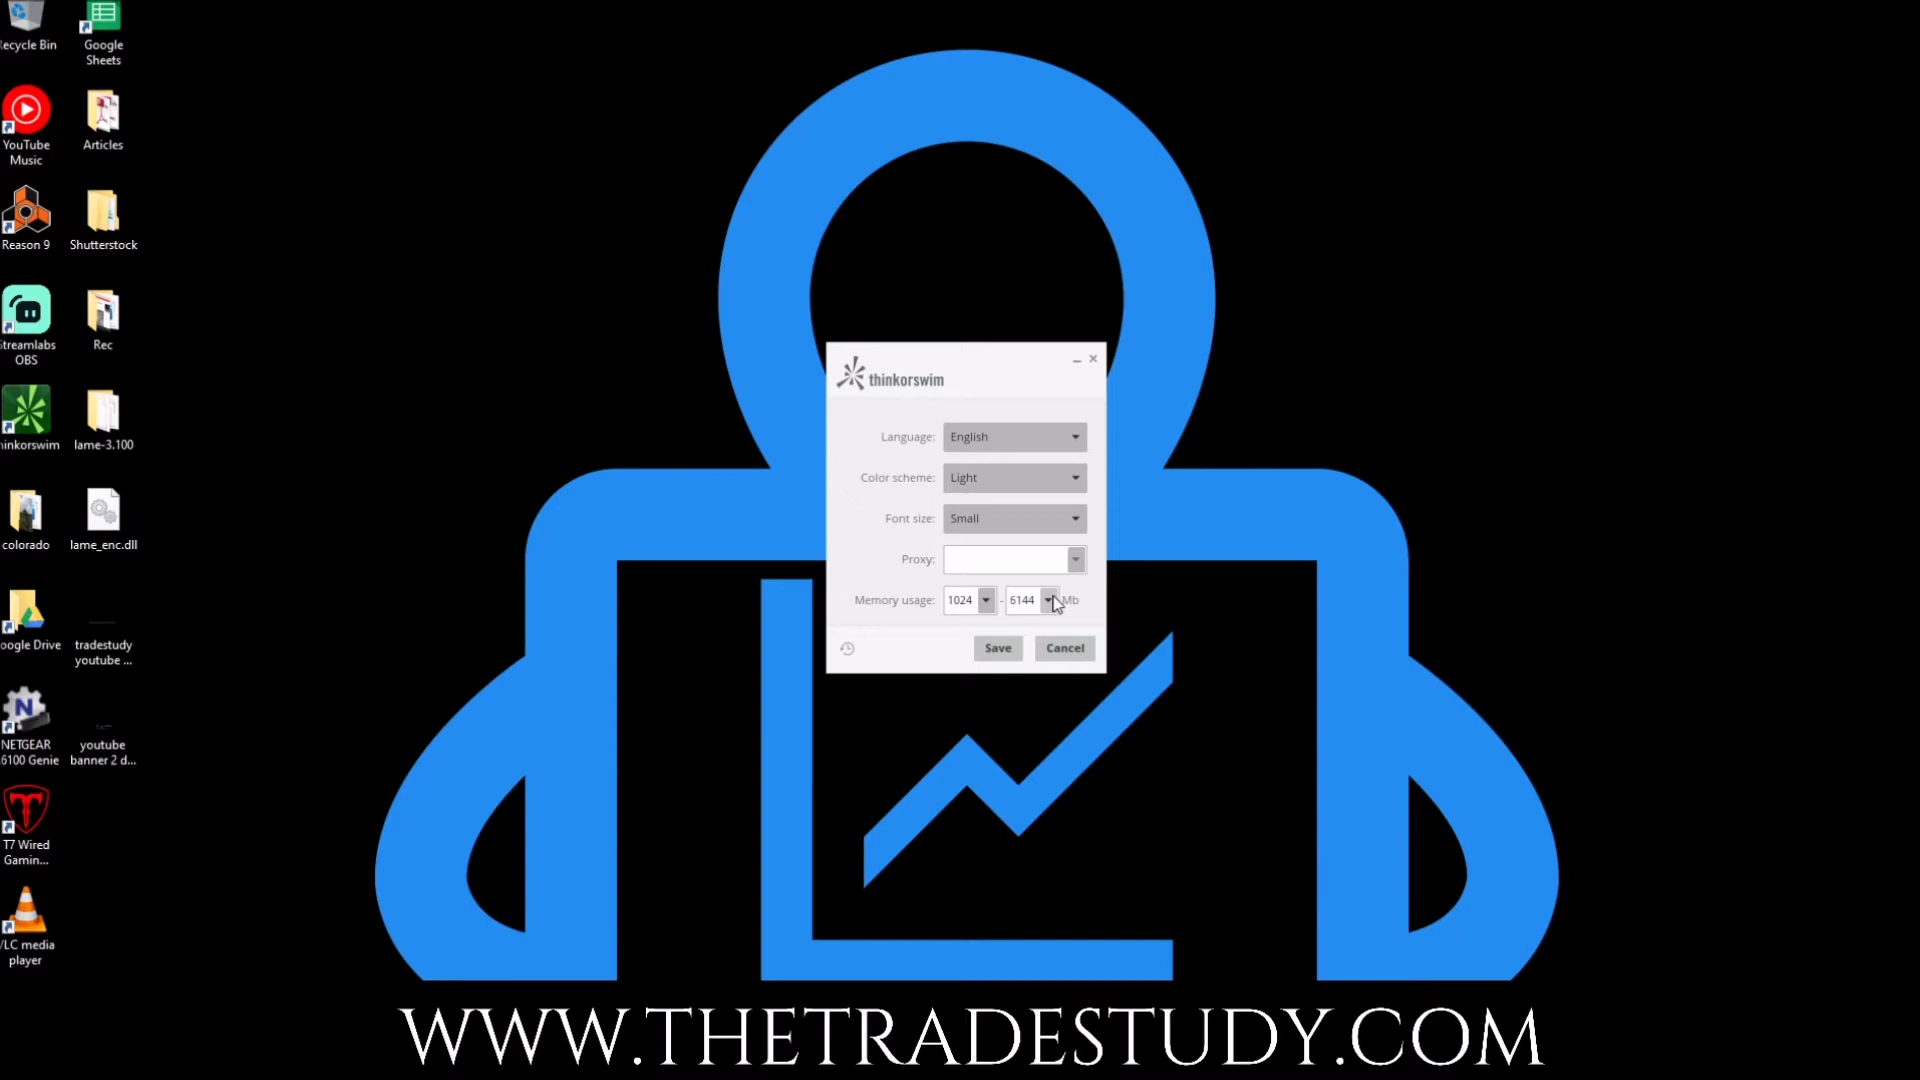 ecycle Bin
Google
Sheets
YouTube
Music
Articles
Reason 9
Shutterstock
treamlabs
OBS
Rec
hinkorswim
lame-3.100
colorado
lame_enc.dll
oogle Drive
tradestudy
youtube ...
N
NETGEAR
6100 Genie
youtube
banner 2 d...
T7 Wired
Gamin...
LC media
player
thinkorswim
Language: English
Color scheme: Light
Font size: Small
Proxy:
Memory usage: 1024 - 6144 Mb
Save Cancel
WWW.THETRADESTUDY.COM